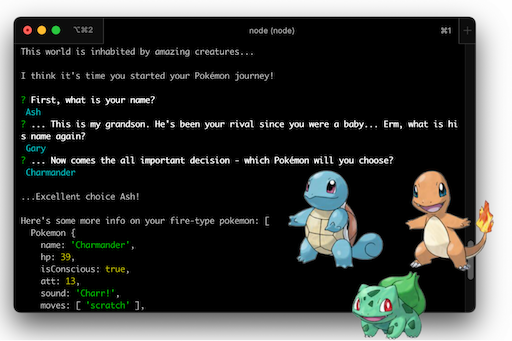 ⌥⌘2
node (node)
⌘1
+
This world is inhabited by amazing creatures...
I think it's time you started your Pokémon journey!
? First, what is your name?
Ash
? ... This is my grandson. He's been your rival since you were a baby... Erm, what is hi
s name again?
Gary
? ... Now comes the all important decision - which Pokémon will you choose?
Charmander
...Excellent choice Ash!
Here's some more info on your fire-type pokemon: [
Pokemon {
name: 'Charmander',
hp: 39,
isConscious: true,
att: 13,
sound: 'Charr!',
moves: [ 'scratch' ],